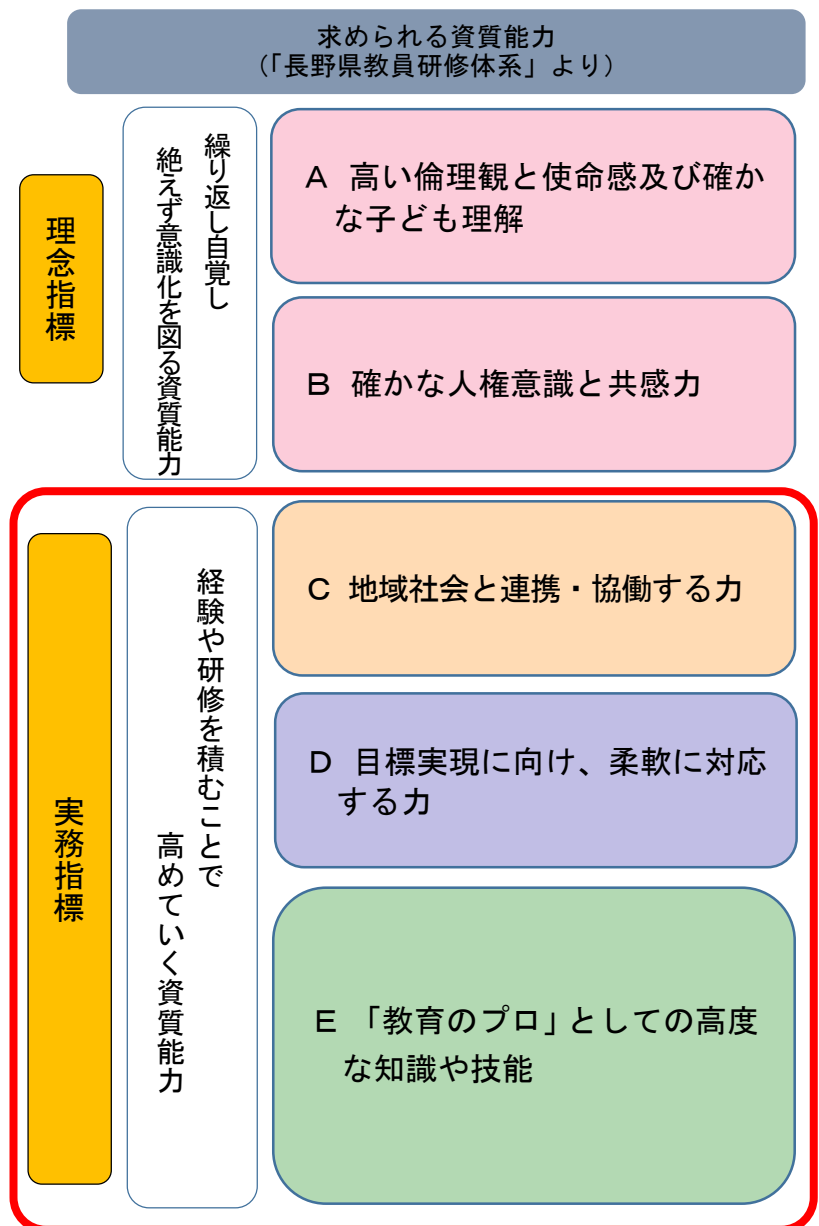 求められる資質能力
(「長野県教員研修体系」より)
理念指標
繰り返し自覚し
絶えず意識化を図る資質能力
A 高い倫理観と使命感及び確か
な子ども理解
B 確かな人権意識と共感力
実務指標
経験や研修を積むことで
高めていく資質能力
C 地域社会と連携・協働する力
D 目標実現に向け、柔軟に対応
する力
E 「教育のプロ」としての高度
な知識や技能